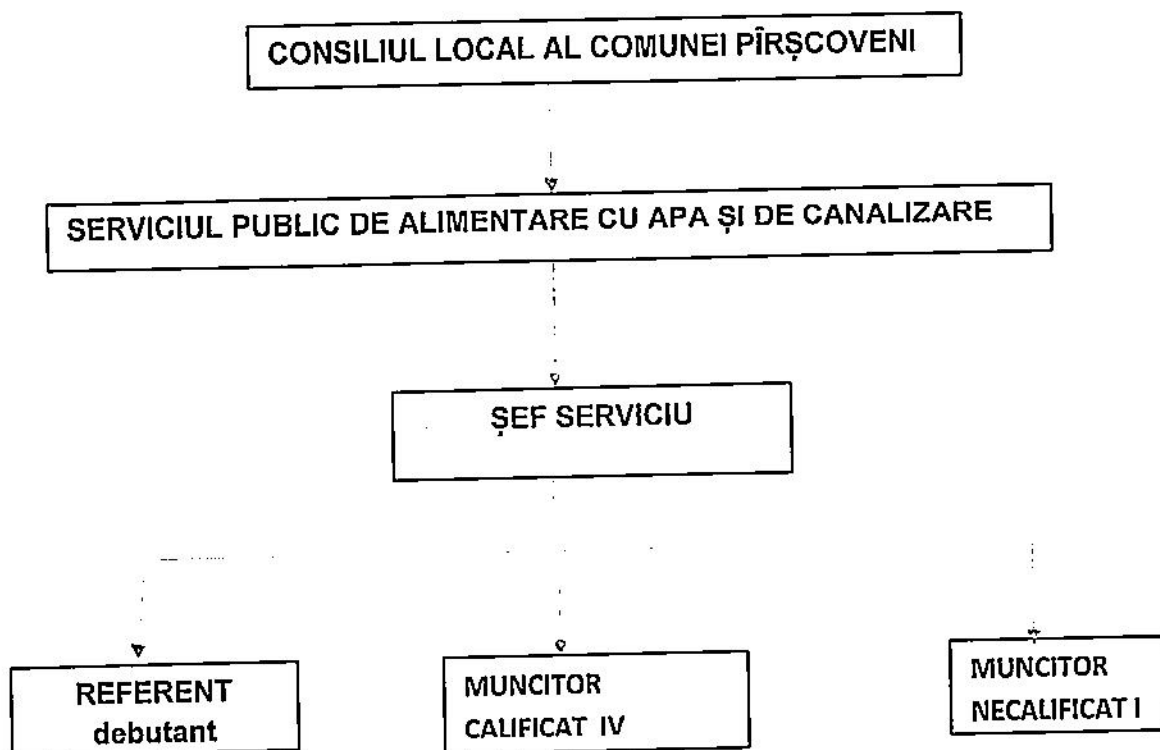 CONSILIUL LOCAL AL COMUNEI PÎRȘCOVENI
SERVICIUL PUBLIC DE ALIMENTARE CU APA ȘI DE CANALIZARE
ȘEF SERVICIU
REFERENT
debutant
MUNCITOR
CALIFICAT IV
MUNCITOR
NECALIFICAT I